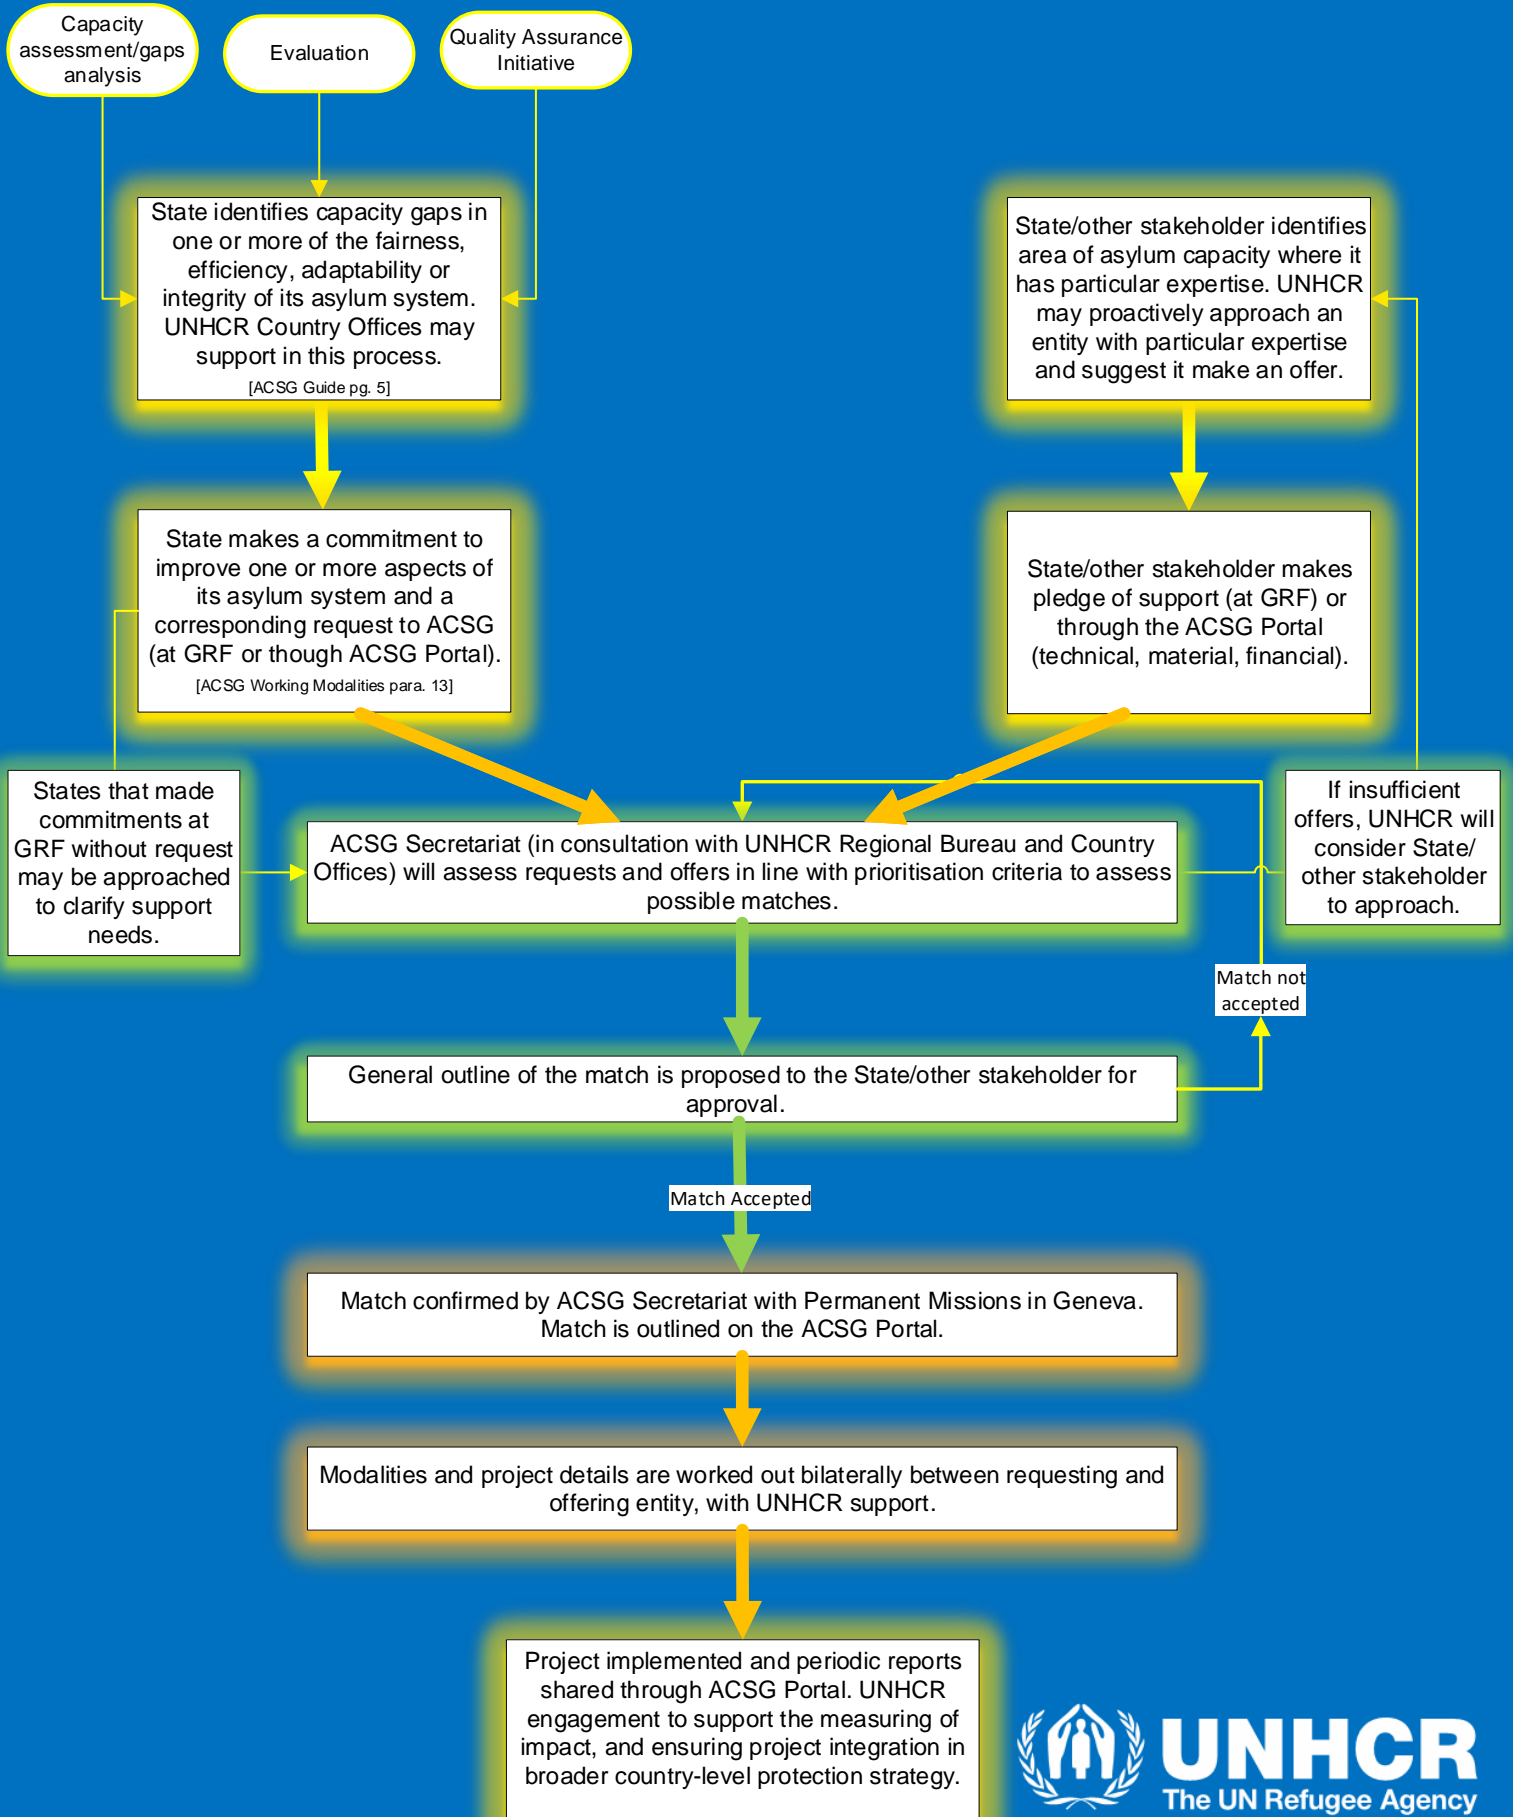 Capacity
assessment/gaps
analysis
Evaluation
Quality Assurance
Initiative
State identifies capacity gaps in
one or more of the fairness,
efficiency, adaptability or
integrity of its asylum system.
UNHCR Country Offices may
support in this process.
[ACSG Guide pg. 5]
State/other stakeholder identifies
area of asylum capacity where it
has particular expertise. UNHCR
may proactively approach an
entity with particular expertise
and suggest it make an offer.
State makes a commitment to
improve one or more aspects of
its asylum system and a
corresponding request to ACSG
(at GRF or though ACSG Portal).
[ACSG Working Modalities para. 13]
State/other stakeholder makes
pledge of support (at GRF) or
through the ACSG Portal
(technical, material, financial).
States that made
commitments at
GRF without request
may be approached
to clarify support
needs.
ACSG Secretariat (in consultation with UNHCR Regional Bureau and Country
Offices) will assess requests and offers in line with prioritisation criteria to assess
possible matches.
If insufficient
offers, UNHCR will
consider State/
other stakeholder
to approach.
Match not
accepted
General outline of the match is proposed to the State/other stakeholder for
approval.
Match Accepted
Match confirmed by ACSG Secretariat with Permanent Missions in Geneva.
Match is outlined on the ACSG Portal.
Modalities and project details are worked out bilaterally between requesting and
offering entity, with UNHCR support.
Project implemented and periodic reports
shared through ACSG Portal. UNHCR
engagement to support the measuring of
impact, and ensuring project integration in
broader country-level protection strategy.
UNHCR
The UN Refugee Agency